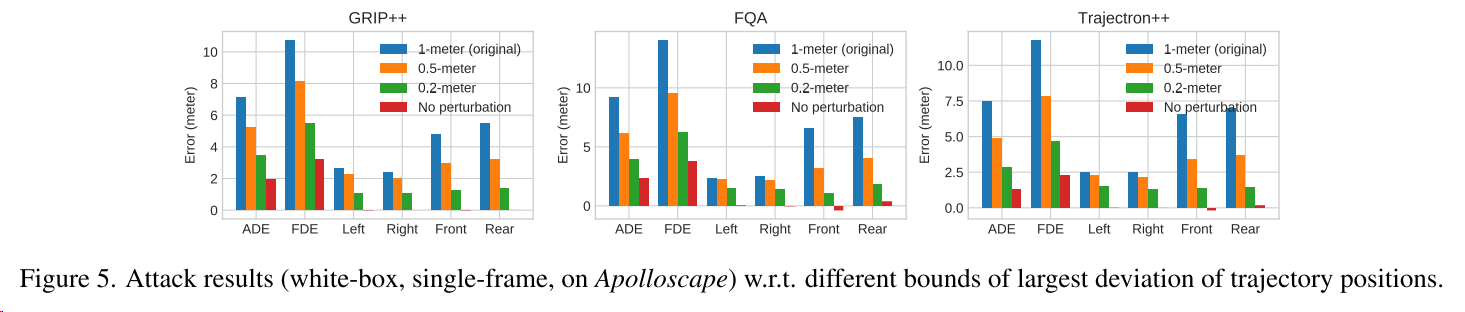 GRIP++
10
8
6
4
2
0
Error (meter)
1-meter (original)
0.5-meter
0.2-meter
No perturbation
ADE FDE Left Right Front Rear
FQA
10
5
0
Error (meter)
1-meter (original)
0.5-meter
0.2-meter
No perturbation
ADE FDE Left Right Front Rear
Trajectron++
10.0
7.5
5.0
2.5
0.0
Error (meter)
1-meter (original)
0.5-meter
0.2-meter
No perturbation
ADE FDE Left Right Front Rear
Figure 5. Attack results (white-box, single-frame, on Apolloscape) w.r.t. different bounds of largest deviation of trajectory positions.